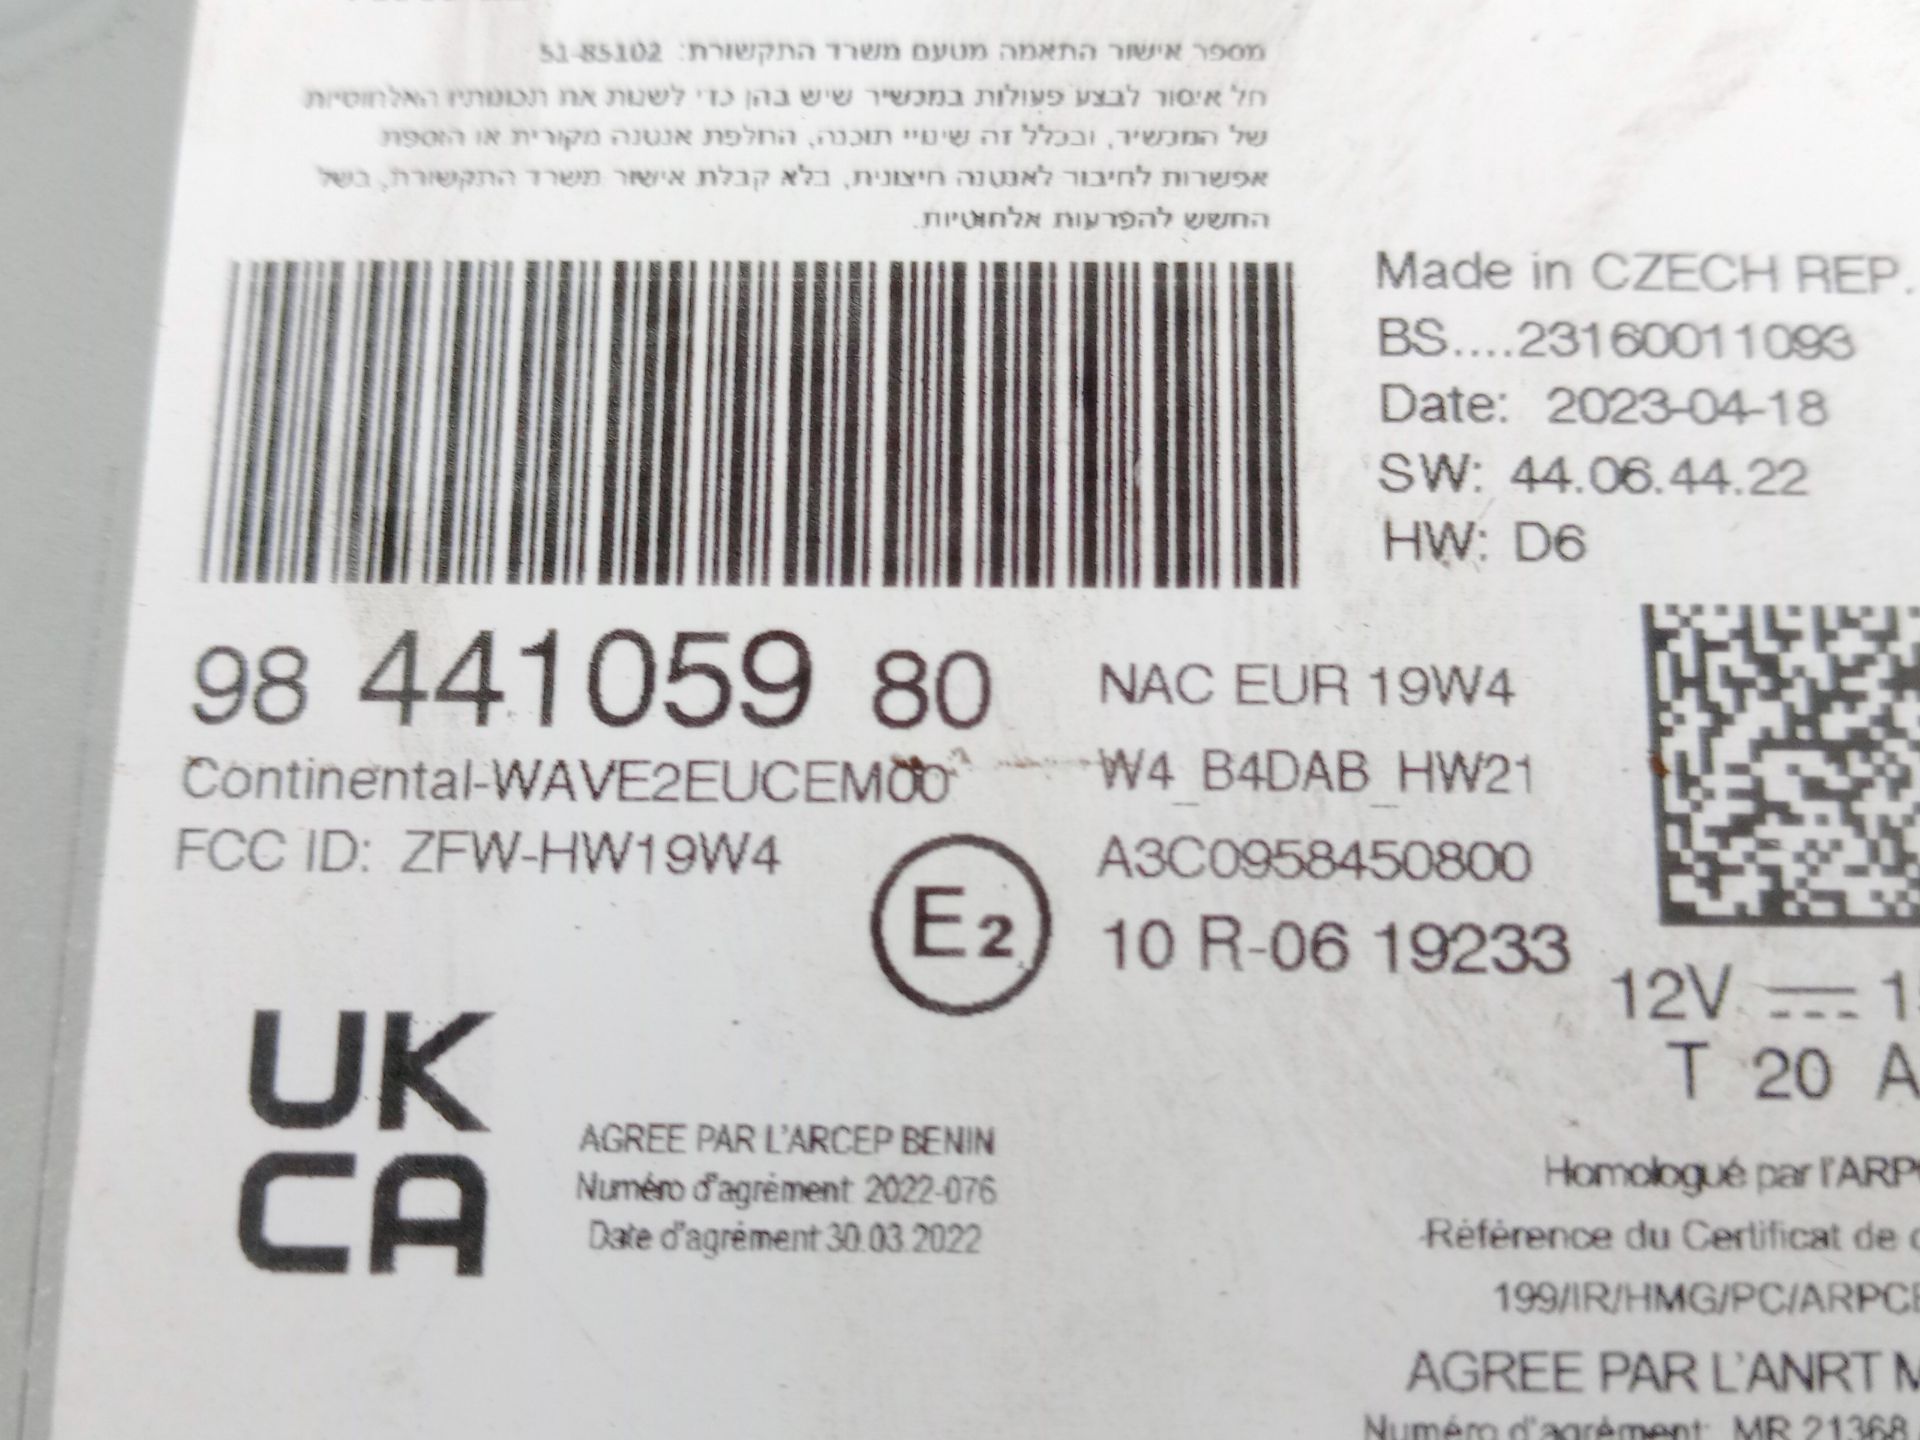 מספר אישור התאמה מטעם משרד התקשורת: 51-85102
חל איסור לבצע פעולות במכשיר שיש בהן כדי לשנות את תכונותיו האלחוטיות
של המכשיר, ובכלל זה שינויי תוכנה, החלפת אנטנה מקורית או הוספת
אפשרות לחיבור לאנטנה חיצונית, בלא קבלת אישור משרד התקשורת, בשל
החשש להפרעות אלחוטיות.
Made in CZECH REP.
BS....23160011093
Date: 2023-04-18
SW: 44.06.44.22
HW: D6
98 441059 80
NAC EUR 19W4
Continental-WAVE2EUCEM00
W4_B4DAB_HW21
FCC ID: ZFW-HW19W4
A3C0958450800
E2
10 R-06 19233
12V
T 20 A
UK
CA
AGREE PAR L'ARCEP BENIN
Numéro d'agrément 2022-076
Date d'agrément 30.03.2022
Homologué par l'ARPC
Référence du Certificat de
199/IR/HMG/PC/ARPCE
AGREE PAR L'ANRT M
Numéro d'agrément: MR 21368